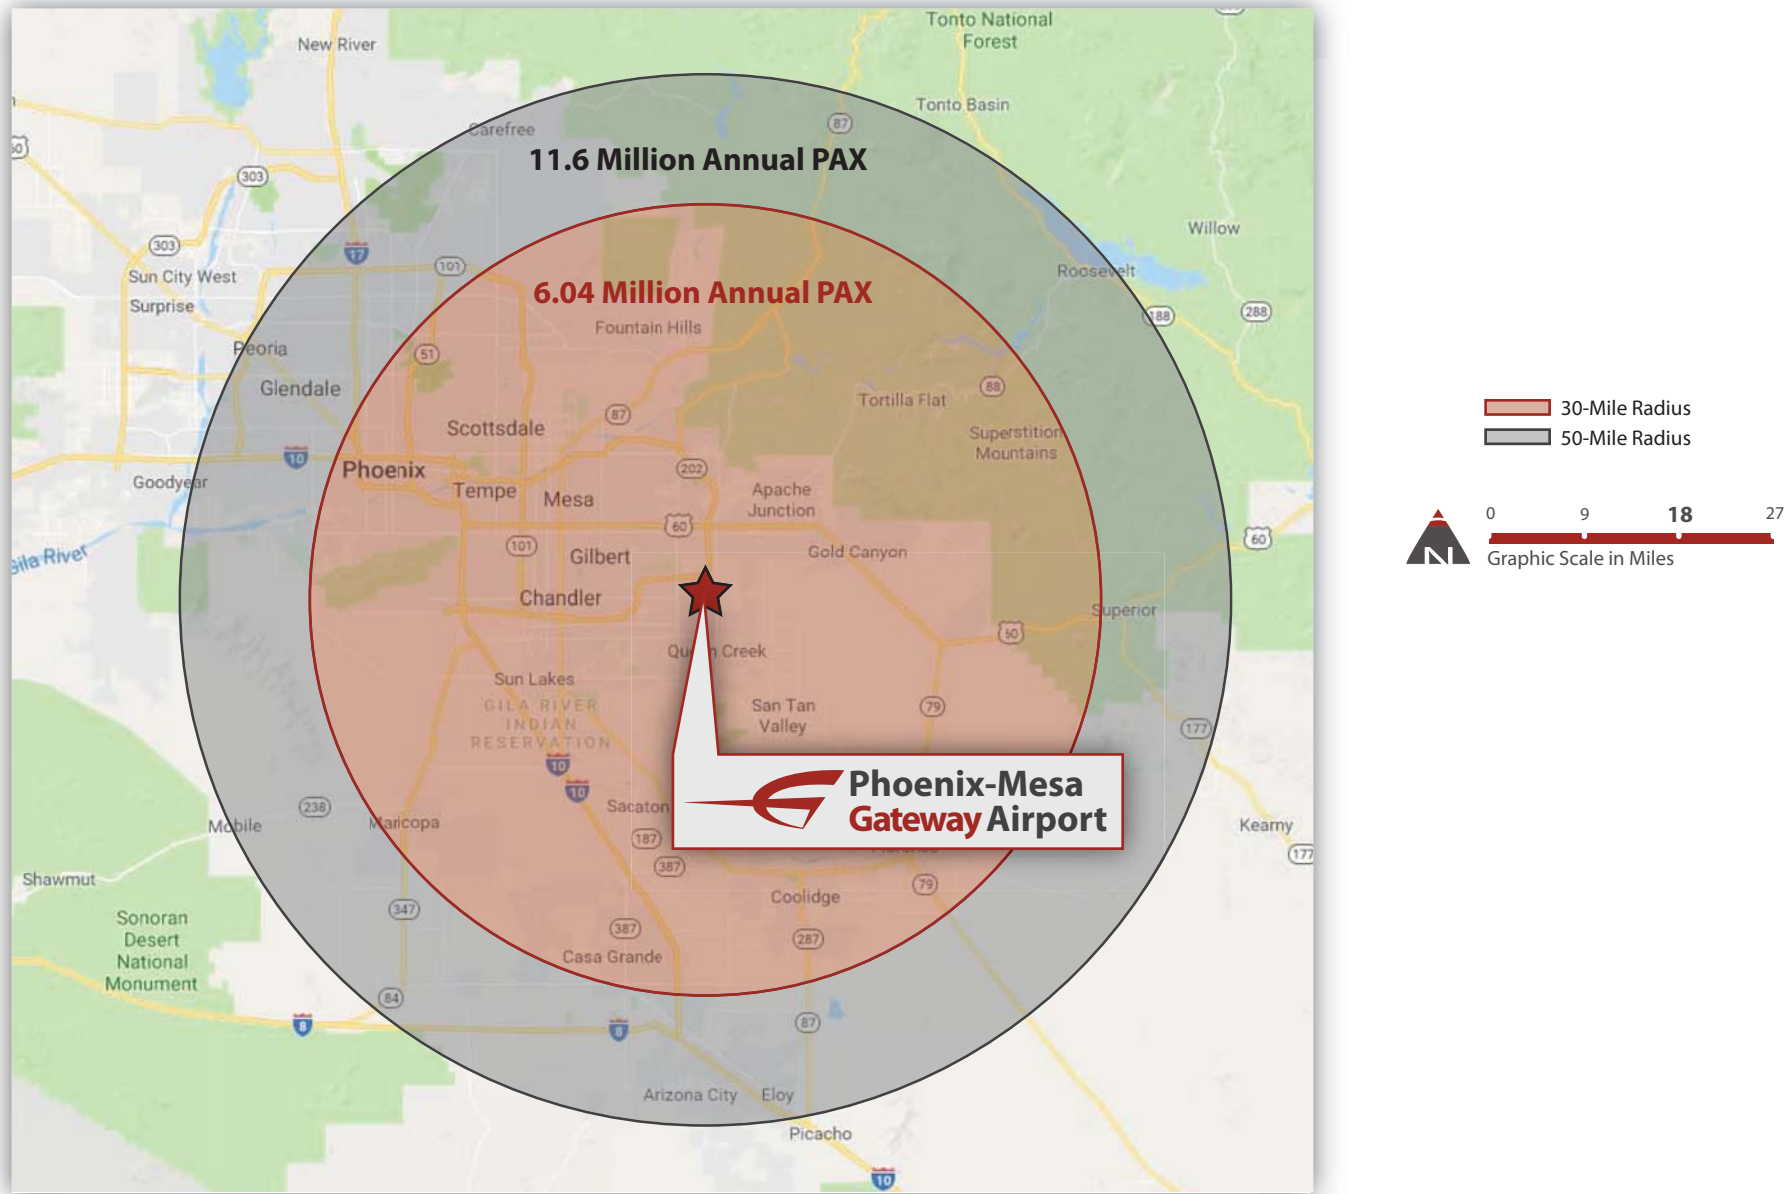 Tonto National
Forest
New River
Tonto Basin
Carefree
87
60
11.6 Million Annual PAX
303
Willow
303
17
101
Roosevelt
Sun City West
6.04 Million Annual PAX
Surprise
188
288
Fountain Hills
Peoria
51
Glendale
88
Tortilla Flat
87
Scottsdale
Superstition
Mountains
10
Phoenix
202
Goodyear
Tempe
Mesa
Apache
Junction
60
60
101
Gila River
Gilbert
Gold Canyon
Chandler
Superior
60
Queen Creek
Sun Lakes
GILA RIVER
INDIAN
RESERVATION
San Tan
Valley
79
177
10
10
Phoenix-Mesa
Gateway Airport
238
Sacaton
Mobile
Maricopa
Kearny
187
177
387
Shawmut
79
Coolidge
347
Sonoran
Desert
National
Monument
387
287
Casa Grande
84
8
8
87
Arizona City
Eloy
Picacho
10
30-Mile Radius
50-Mile Radius
0 9 18 27
N
Graphic Scale in Miles